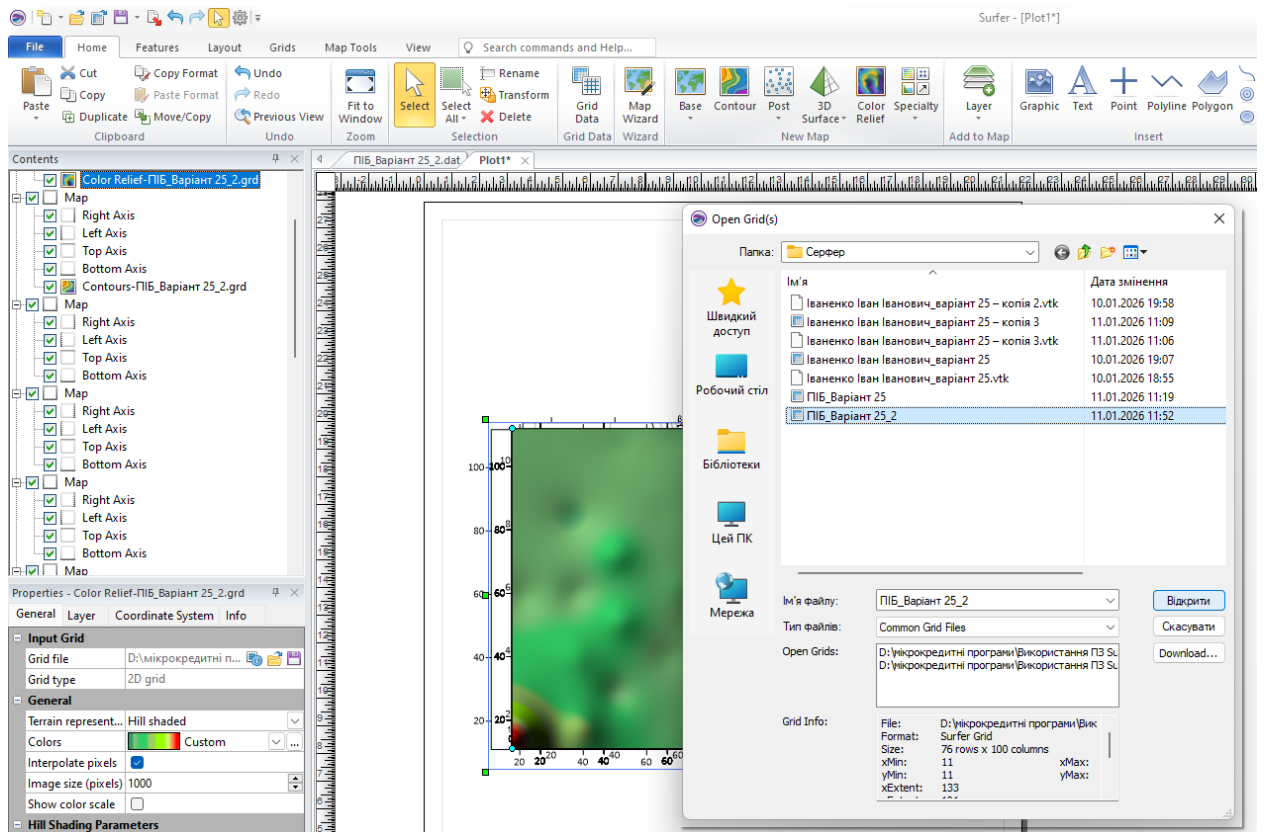 Surfer - [Plot1*]
File Home Features Layout Grids Map Tools View Search commands and Help...
Paste Cut Copy Duplicate Copy Format Paste Format Move/Copy
Clipboard
Undo Redo Previous View
Undo
Fit to Window
Zoom
Select Select All Rename Transform Delete
Selection
Grid Data
Grid Data
Map Wizard
Wizard
Base Contour Post 3D Surface Color Relief Specialty
New Map
Layer
Add to Map
Graphic Text Point Polyline Polygon
Insert
Contents
Color Relief-ПІБ_Варіант 25_2.grd
Map
Right Axis
Left Axis
Top Axis
Bottom Axis
Contours-ПІБ_Варіант 25_2.grd
Map
Right Axis
Left Axis
Top Axis
Bottom Axis
Map
Right Axis
Left Axis
Top Axis
Bottom Axis
Map
Right Axis
Left Axis
Top Axis
Bottom Axis
Map
Properties - Color Relief-ПІБ_Варіант 25_2.grd
General Layer Coordinate System Info
Input Grid
Grid file D:\мікрокредитні п...
Grid type 2D grid
General
Terrain represent... Hill shaded
Colors Custom
Interpolate pixels
Image size (pixels) 1000
Show color scale
Hill Shading Parameters
ПІБ_Варіант 25_2.dat Plot1*
100
80
60
40
20
20 40 60
Open Grid(s)
Папка: Серфер
Швидкий доступ
Робочий стіл
Бібліотеки
Цей ПК
Мережа
Ім'я Дата змінення
Іваненко Іван Іванович_варіант 25 – копія 2.vtk 10.01.2026 19:58
Іваненко Іван Іванович_варіант 25 – копія 3 11.01.2026 11:09
Іваненко Іван Іванович_варіант 25 – копія 3.vtk 11.01.2026 11:06
Іваненко Іван Іванович_варіант 25 10.01.2026 19:07
Іваненко Іван Іванович_варіант 25.vtk 10.01.2026 18:55
ПІБ_Варіант 25 11.01.2026 11:19
ПІБ_Варіант 25_2 11.01.2026 11:52
Ім'я файлу: ПІБ_Варіант 25_2 Відкрити
Тип файлів: Common Grid Files Скасувати
Open Grids: D:\мікрокредитні програми\Використання ПЗ Su Download...
D:\мікрокредитні програми\Використання ПЗ Su
Grid Info: File: D:\мікрокредитні програми\Вик
Format: Surfer Grid
Size: 76 rows x 100 columns
xMin: 11 xMax:
yMin: 11 yMax:
xExtent: 133